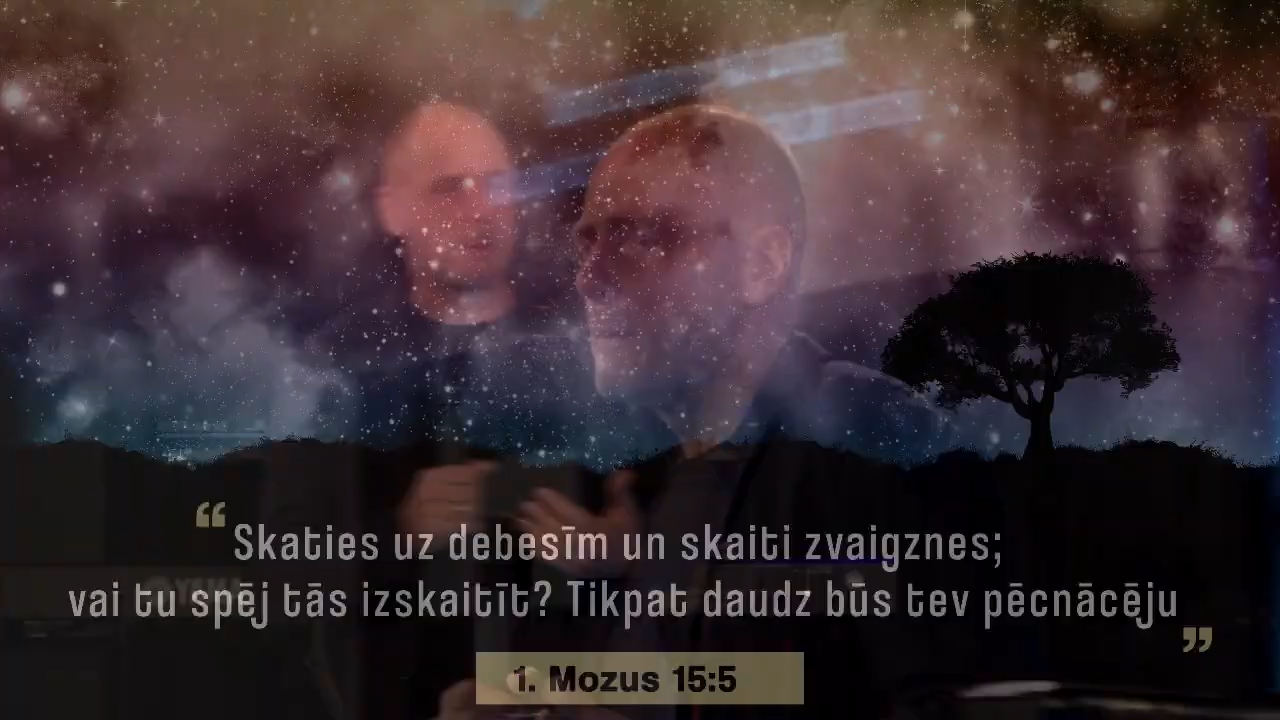 “Skaties uz debesīm un skaiti zvaigznes;
vai tu spēj tās izskaitīt? Tikpat daudz būs tev pēcnācēju”
1. Mozus 15:5